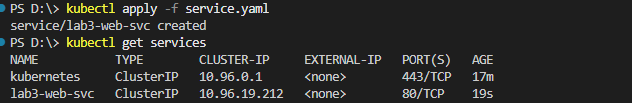 PS D:\> kubectl apply -f service.yaml
service/lab3-web-svc created
PS D:\> kubectl get services
NAME TYPE CLUSTER-IP EXTERNAL-IP PORT(S) AGE
kubernetes ClusterIP 10.96.0.1 <none> 443/TCP 17m
lab3-web-svc ClusterIP 10.96.19.212 <none> 80/TCP 19s